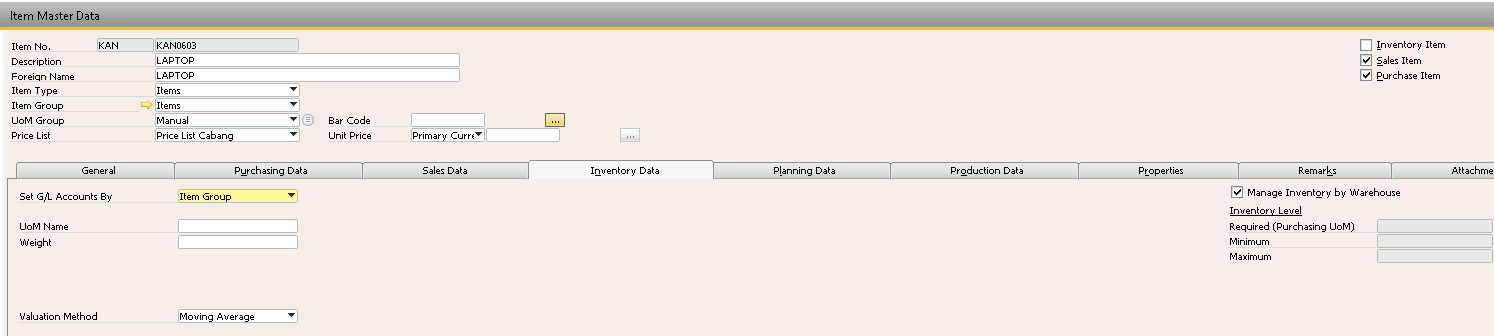 Item Master Data
Item No. KAN KAN0603 Inventory Item
Description LAPTOP Sales Item
Foreign Name LAPTOP Purchase Item
Item Type Items
Item Group Items
UoM Group Manual Bar Code ...
Price List Price List Cabang Unit Price Primary Curre ...
General Purchasing Data Sales Data Inventory Data Planning Data Production Data Properties Remarks Attachme
Set G/L Accounts By Item Group Manage Inventory by Warehouse
Inventory Level
UoM Name Required (Purchasing UoM)
Weight Minimum
Maximum
Valuation Method Moving Average